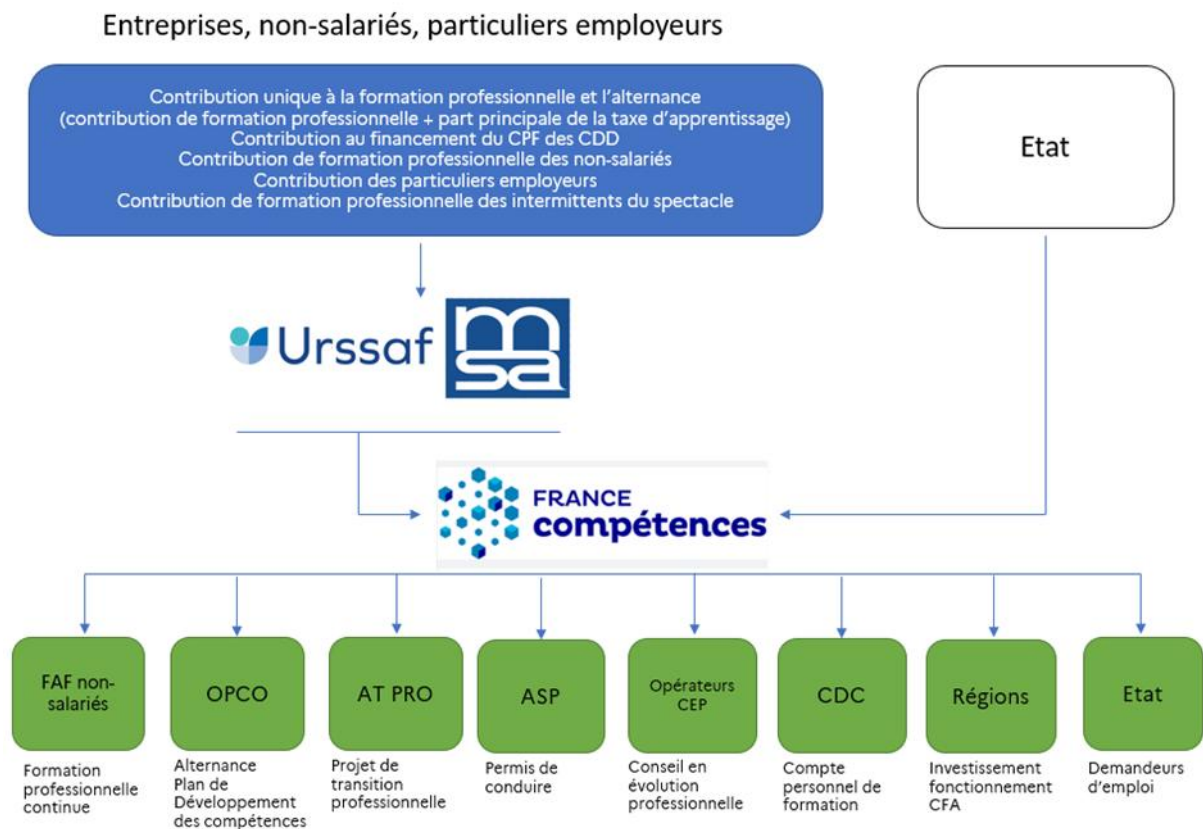 Entreprises, non-salariés, particuliers employeurs
Contribution unique à la formation professionnelle et l'alternance
(contribution de formation professionnelle + part principale de la taxe d'apprentissage)
Contribution au financement du CPF des CDD
Contribution de formation professionnelle des non-salariés
Contribution des particuliers employeurs
Contribution de formation professionnelle des intermittents du spectacle
Etat
Urssaf
msa
FRANCE
compétences
FAF non-
salariés
OPCO
AT PRO
ASP
Opérateurs
CEP
CDC
Régions
Etat
Formation
professionnelle
continue
Alternance
Plan de
Développement
des compétences
Projet de
transition
professionnelle
Permis de
conduire
Conseil en
évolution
professionnelle
Compte
personnel de
formation
Investissement
fonctionnement
CFA
Demandeurs
d'emploi